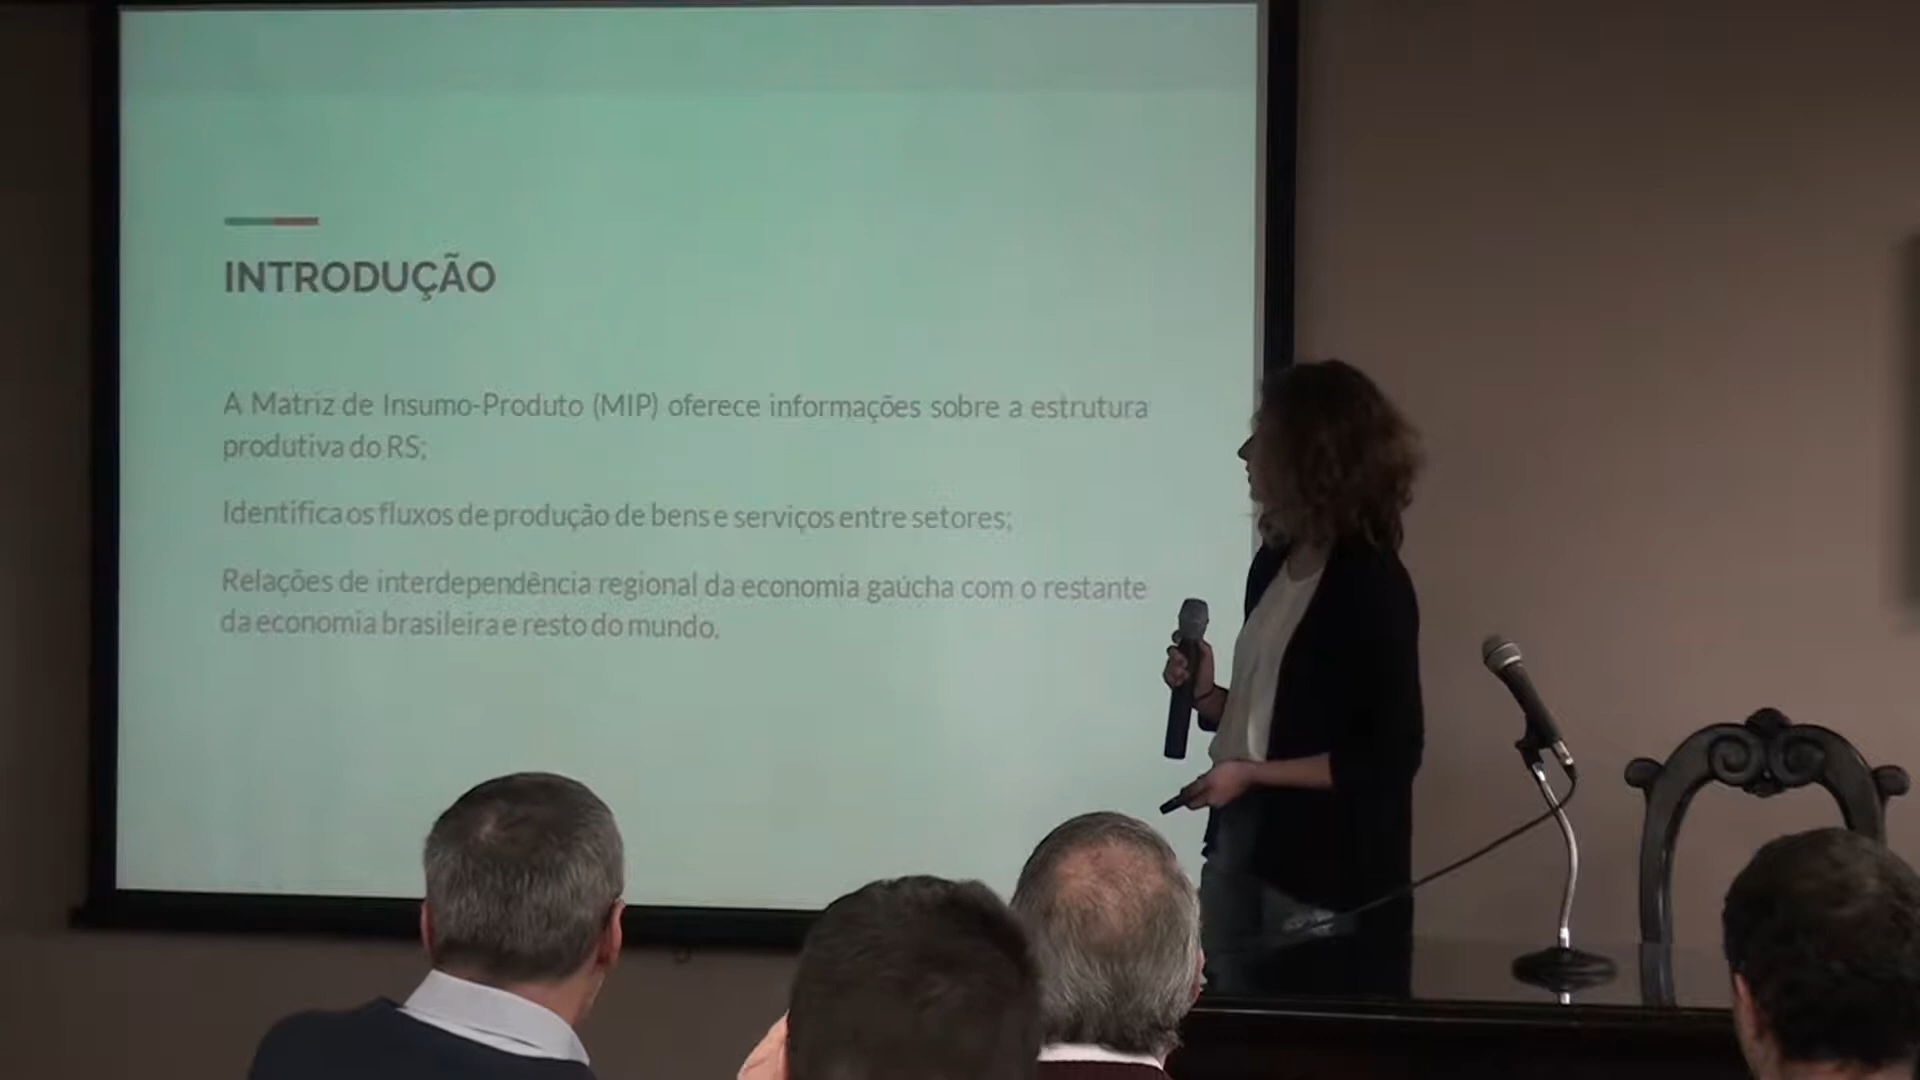 INTRODUÇÃO
A Matriz de Insumo-Produto (MIP) oferece informações sobre a estrutura
produtiva do RS;
Identifica os fluxos de produção de bens e serviços entre setores;
Relações de interdependência regional da economia gaúcha com o restante
da economia brasileira e resto do mundo.